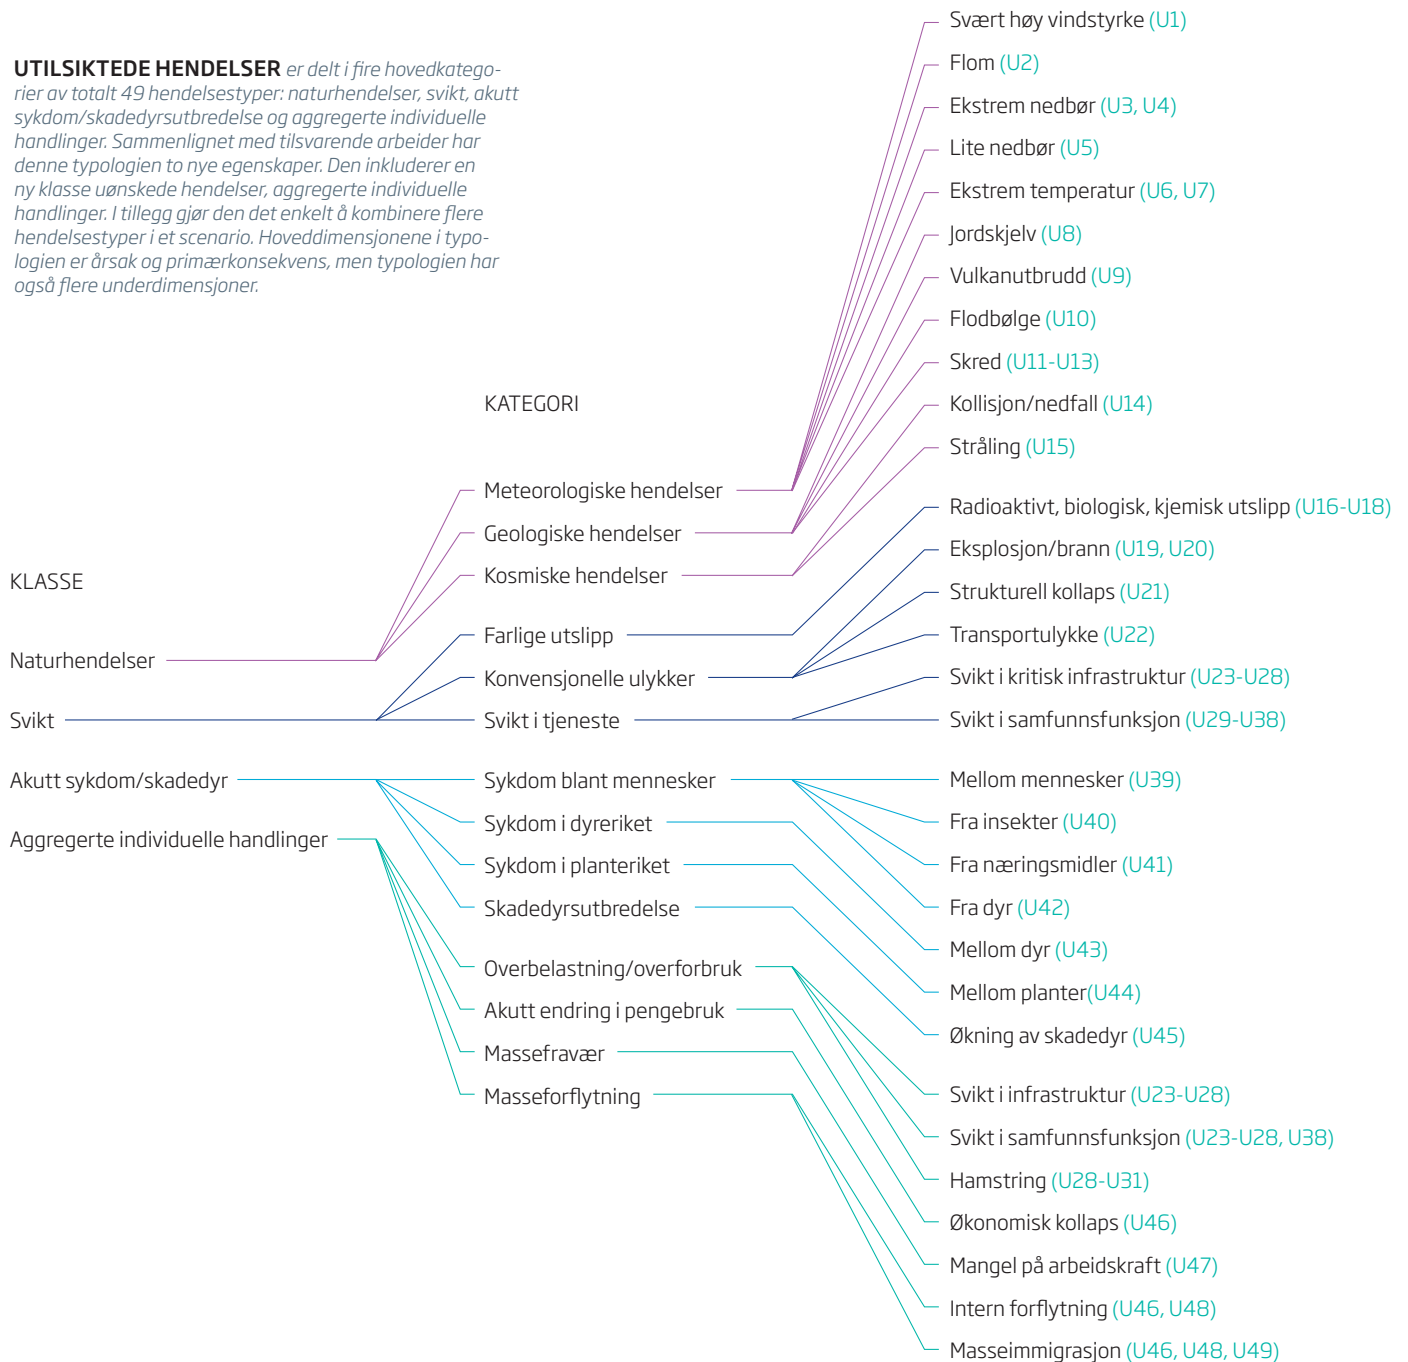 UTILSIKTEDE HENDELSER er delt i fire hovedkatego-
rier av totalt 49 hendelsestyper: naturhendelser, svikt, akutt
sykdom/skadedyrsutbredelse og aggregerte individuelle
handlinger. Sammenlignet med tilsvarende arbeider har
denne typologien to nye egenskaper. Den inkluderer en
ny klasse uønskede hendelser, aggregerte individuelle
handlinger. I tillegg gjør den det enkelt å kombinere flere
hendelsestyper i et scenario. Hoveddimensjonene i typo-
logien er årsak og primærkonsekvens, men typologien har
også flere underdimensjoner.
KLASSE
Naturhendelser
Svikt
Akutt sykdom/skadedyr
Aggregerte individuelle handlinger
KATEGORI
Meteorologiske hendelser
Geologiske hendelser
Kosmiske hendelser
Farlige utslipp
Konvensjonelle ulykker
Svikt i tjeneste
Sykdom blant mennesker
Sykdom i dyreriket
Sykdom i planteriket
Skadedyrsutbredelse
Overbelastning/overforbruk
Akutt endring i pengebruk
Massefravær
Masseforflytning
Svært høy vindstyrke (U1)
Flom (U2)
Ekstrem nedbør (U3, U4)
Lite nedbør (U5)
Ekstrem temperatur (U6, U7)
Jordskjelv (U8)
Vulkanutbrudd (U9)
Flodbølge (U10)
Skred (U11-U13)
Kollisjon/nedfall (U14)
Stråling (U15)
Radioaktivt, biologisk, kjemisk utslipp (U16-U18)
Eksplosjon/brann (U19, U20)
Strukturell kollaps (U21)
Transportulykke (U22)
Svikt i kritisk infrastruktur (U23-U28)
Svikt i samfunnsfunksjon (U29-U38)
Mellom mennesker (U39)
Fra insekter (U40)
Fra næringsmidler (U41)
Fra dyr (U42)
Mellom dyr (U43)
Mellom planter(U44)
Økning av skadedyr (U45)
Svikt i infrastruktur (U23-U28)
Svikt i samfunnsfunksjon (U23-U28, U38)
Hamstring (U28-U31)
Økonomisk kollaps (U46)
Mangel på arbeidskraft (U47)
Intern forflytning (U46, U48)
Masseimmigrasjon (U46, U48, U49)